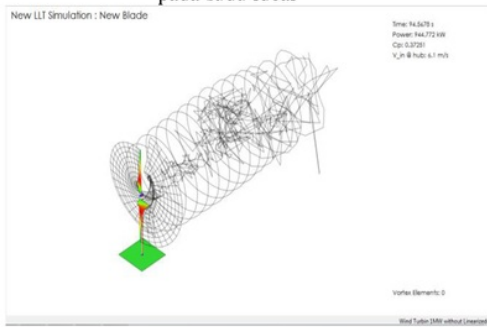 New LLT Simulation : New Blade
Time: 94.5678 s
Power: 944.772 kW
Cp: 0.37251
V_in @ hub: 6.1 m/s
Vortex Elements: 0
Wind Turbin 1MW without Linearized